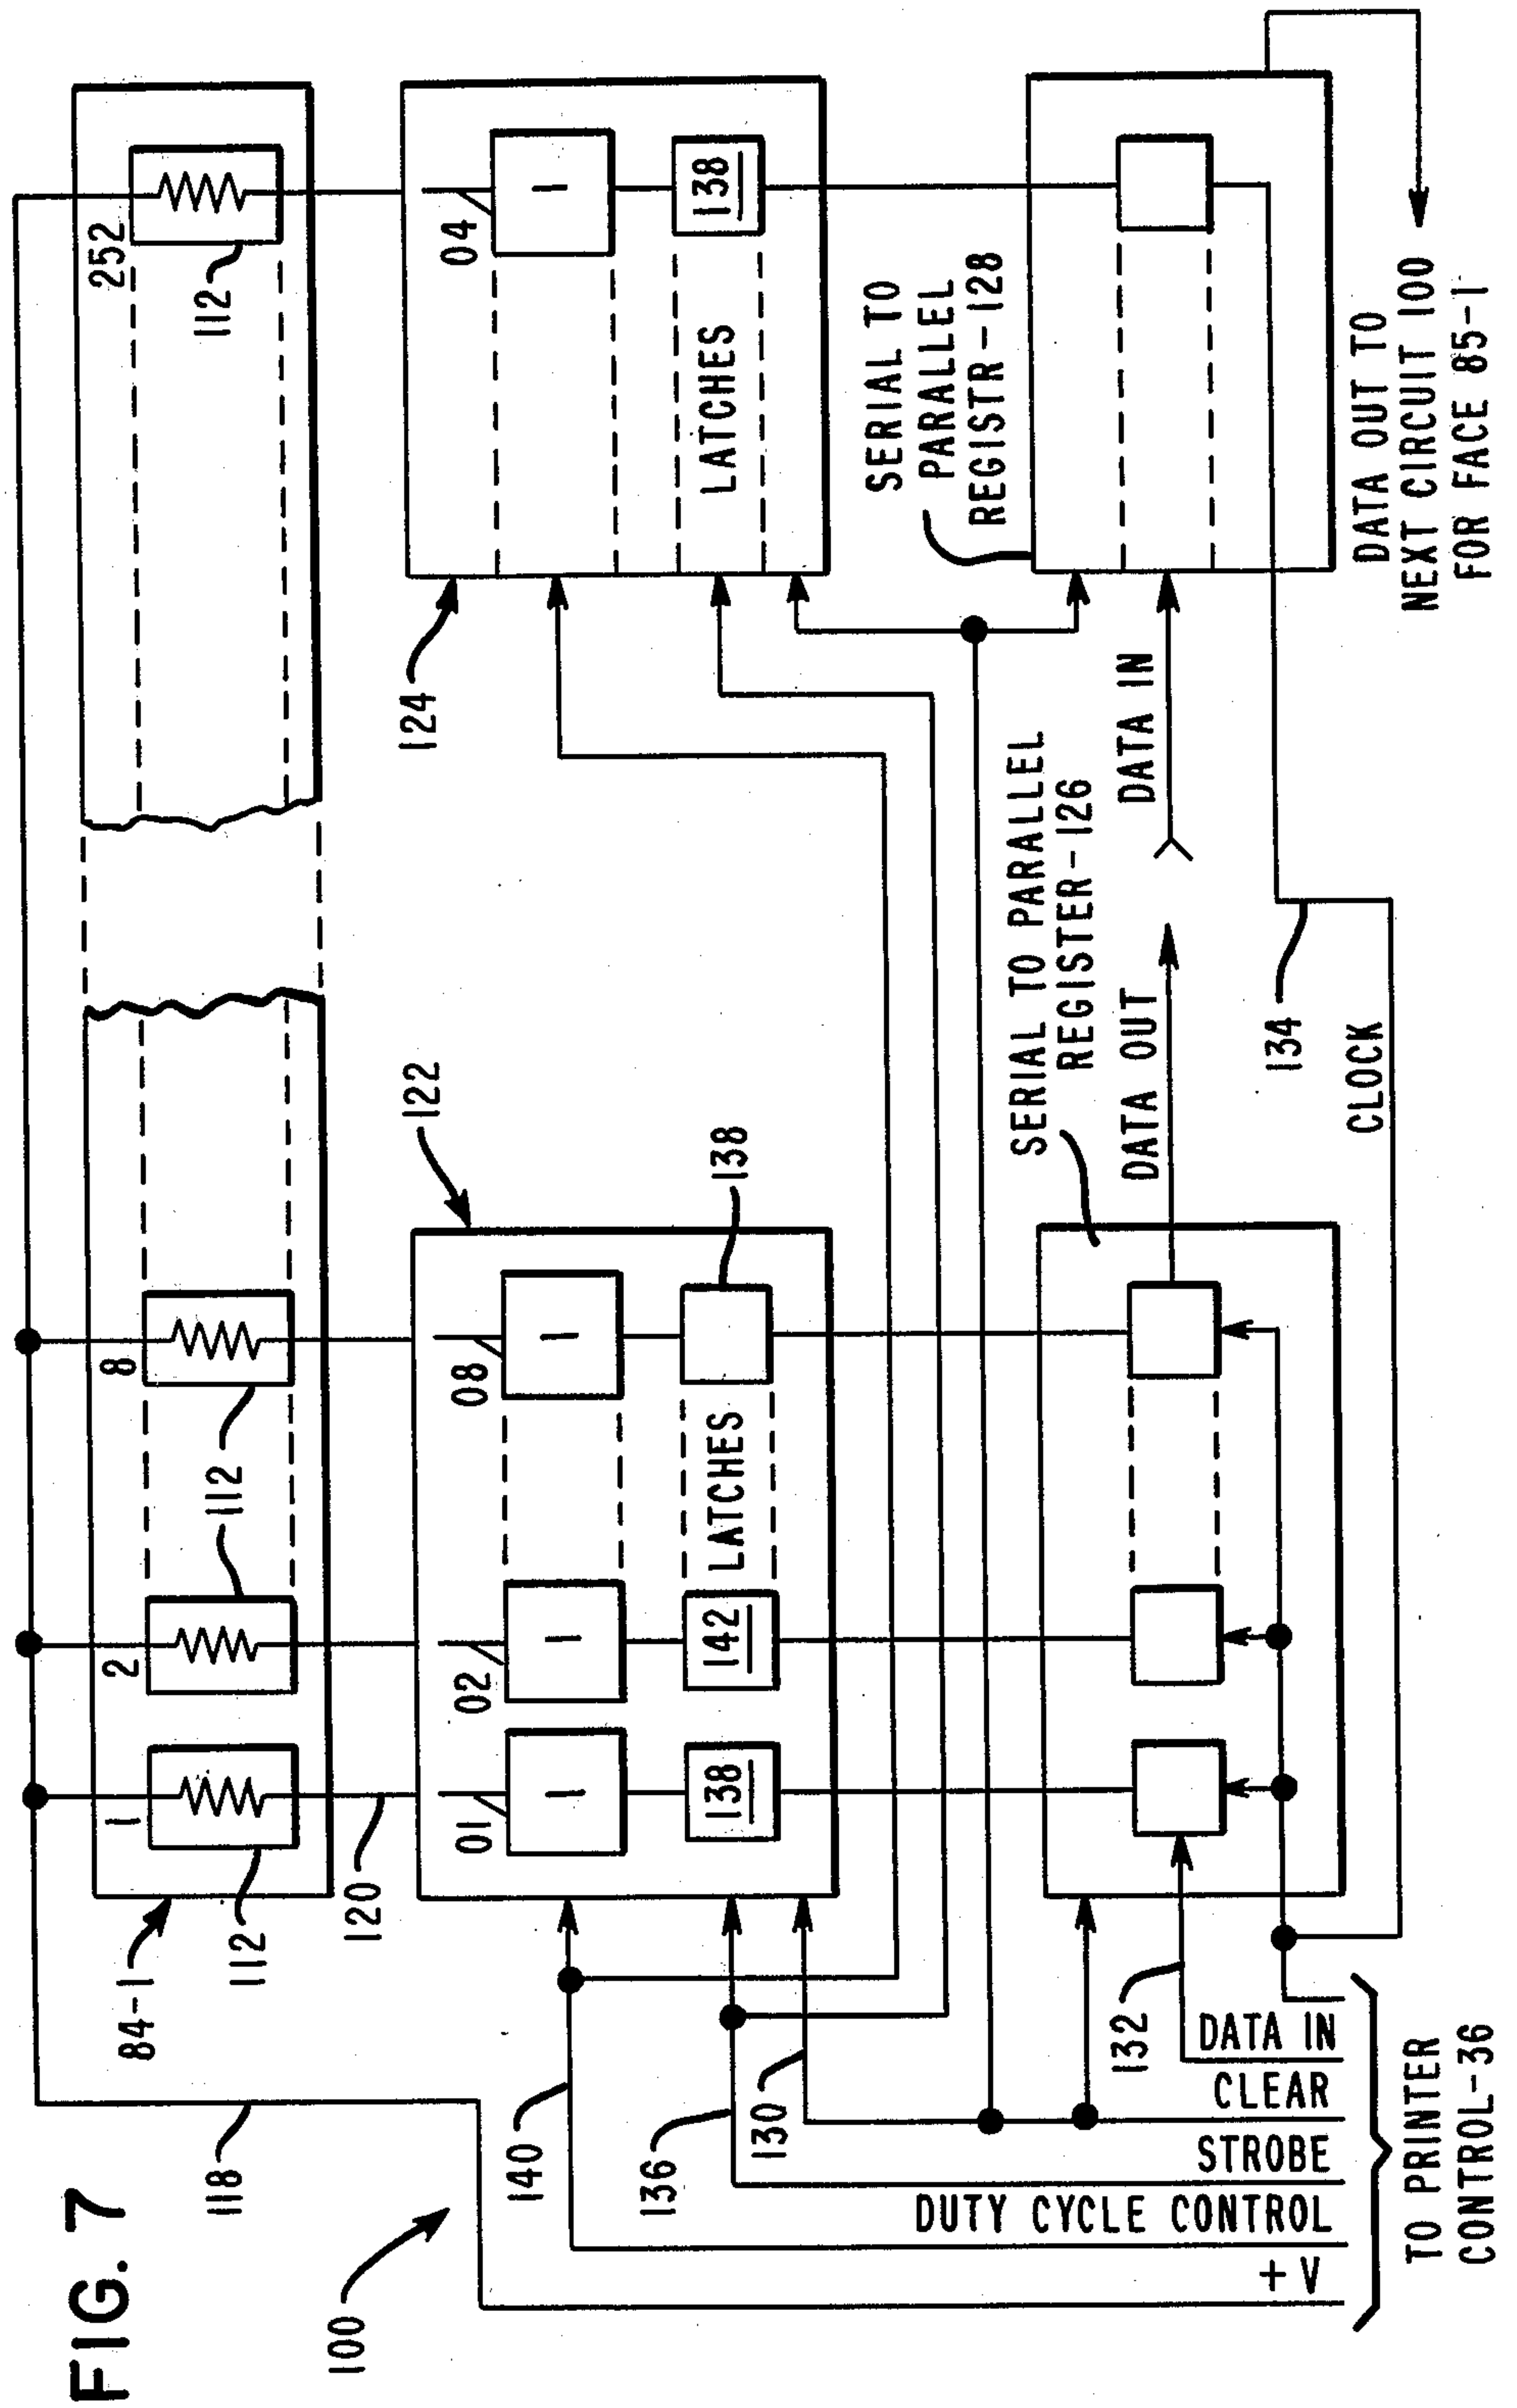 FIG. 7
100
118
84-1
112
1
2
112
8
252
112
120
122
124
01
02
08
04
1
1
1
1
138
142
LATCHES
138
LATCHES
138
140
136
130
132
SERIAL TO PARALLEL
REGISTER-126
DATA OUT
DATA IN
SERIAL TO
PARALLEL
REGISTR-128
134
CLOCK
DATA IN
CLEAR
STROBE
DUTY CYCLE CONTROL
+V
TO PRINTER
CONTROL-36
DATA OUT TO
NEXT CIRCUIT 100
FOR FACE 85-1